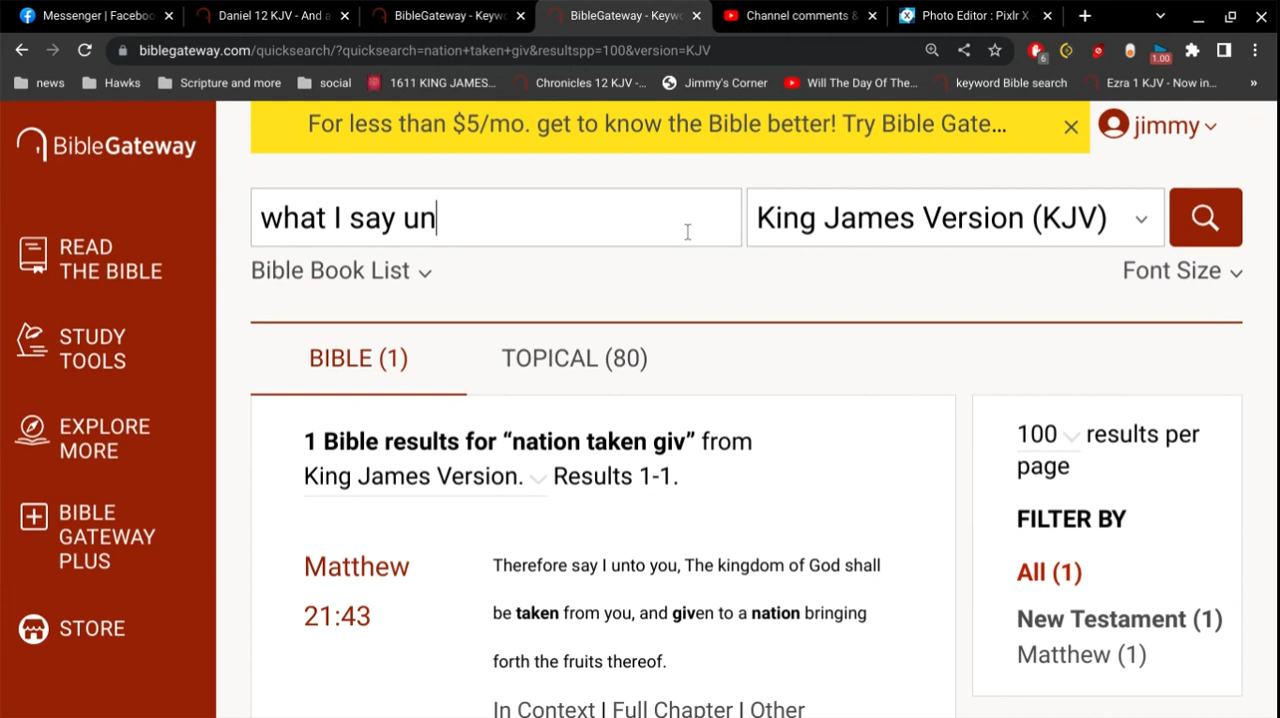 Messenger | Faceboo
Daniel 12 KJV - And a
BibleGateway - Keywo
BibleGateway - Keyw
Channel comments &
Photo Editor : Pixlr X
biblegateway.com/quicksearch/?quicksearch=nation+taken+giv&resultspp=100&version=KJV
6
1.00
news
Hawks
Scripture and more
social
1611 KING JAMES...
Chronicles 12 KJV -...
Jimmy's Corner
Will The Day Of The...
keyword Bible search
Ezra 1 KJV - Now in...
»
BibleGateway
For less than $5/mo. get to know the Bible better! Try Bible Gate...
jimmy
what I say un
King James Version (KJV)
Bible Book List
Font Size
READ
THE BIBLE
STUDY
TOOLS
EXPLORE
MORE
BIBLE
GATEWAY
PLUS
STORE
BIBLE (1)
TOPICAL (80)
1 Bible results for “nation taken giv” from
King James Version. Results 1-1.
Matthew
21:43
Therefore say I unto you, The kingdom of God shall
be taken from you, and given to a nation bringing
forth the fruits thereof.
In Context | Full Chapter | Other
100 results per
page
FILTER BY
All (1)
New Testament (1)
Matthew (1)